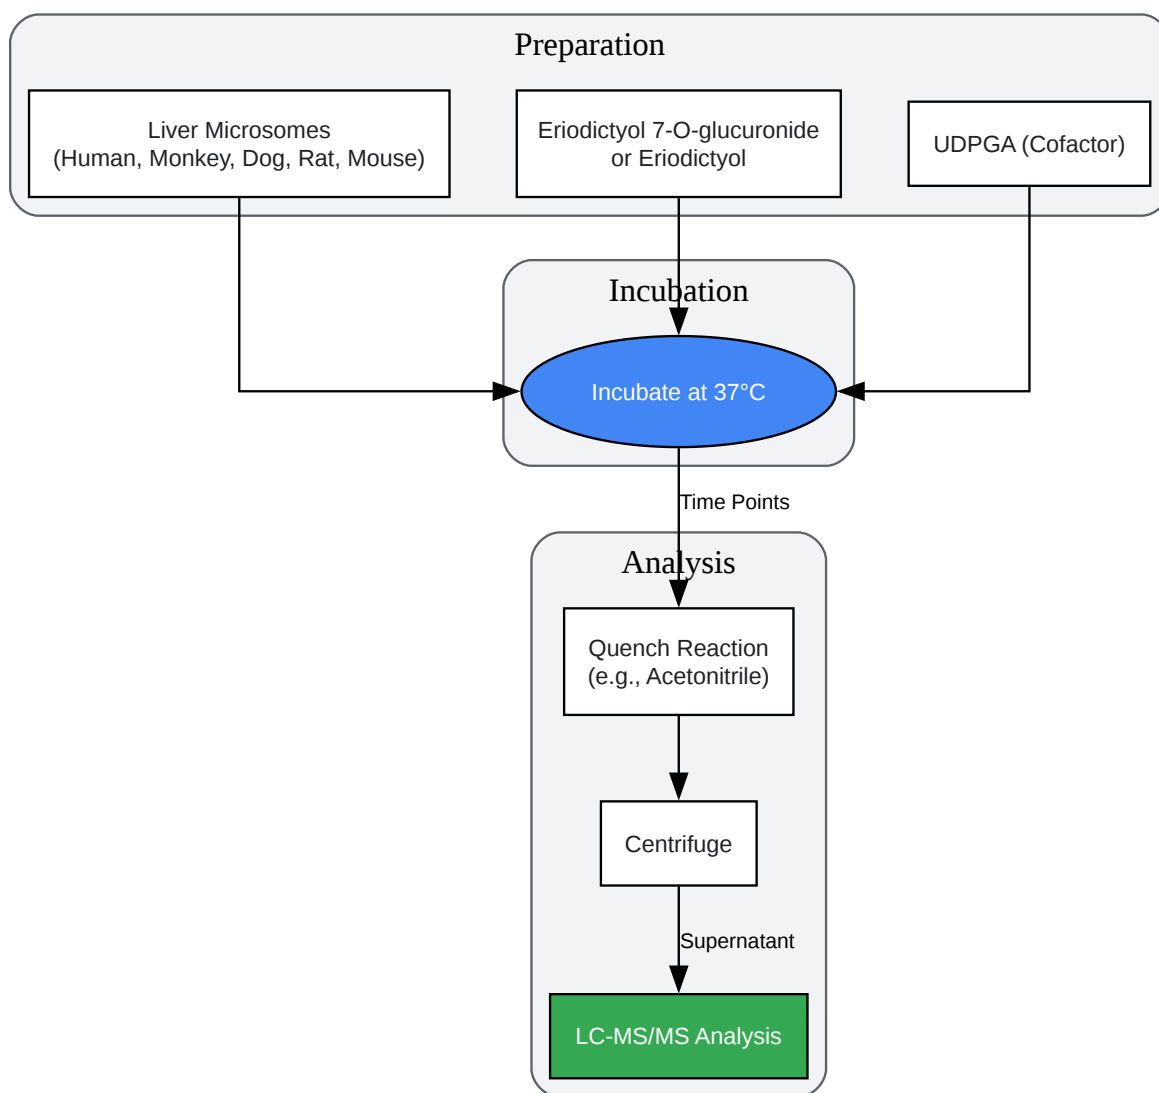 Preparation
Liver Microsomes
(Human, Monkey, Dog, Rat, Mouse)
Eriodictyol 7-O-glucuronide
or Eriodictyol
UDPGA (Cofactor)
Incubation
Incubate at 37°C
Time Points
Analysis
Quench Reaction
(e.g., Acetonitrile)
Centrifuge
Supernatant
LC-MS/MS Analysis